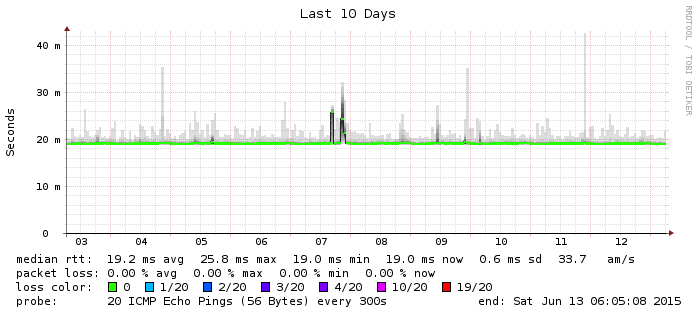 Last 10 Days
RRDTOOL / TOBI OETIKER
Seconds
40 m
30 m
20 m
10 m
0
03 04 05 06 07 08 09 10 11 12
median rtt: 19.2 ms avg 25.8 ms max 19.0 ms min 19.0 ms now 0.6 ms sd 33.7 am/s
packet loss: 0.00 % avg 0.00 % max 0.00 % min 0.00 % now
loss color: 0 1/20 2/20 3/20 4/20 10/20 19/20
probe: 20 ICMP Echo Pings (56 Bytes) every 300s end: Sat Jun 13 06:05:08 2015